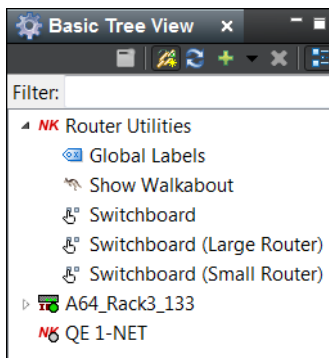 Basic Tree View
Filter:
NK Router Utilities
Global Labels
Show Walkabout
Switchboard
Switchboard (Large Router)
Switchboard (Small Router)
A64_Rack3_133
NK QE 1-NET